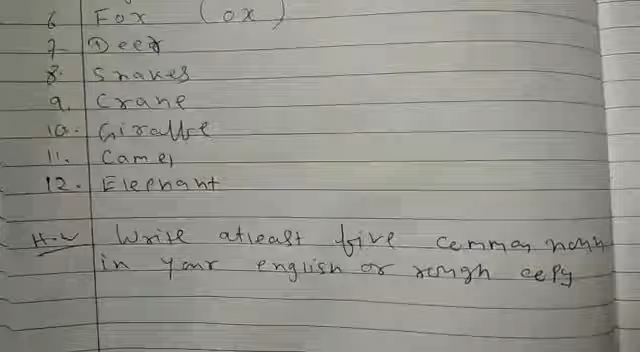 6 Fox (ox)
7. Deer
8. Snakes
9. Crane
10. Giraffe
11. Camel
12. Elephant
H.W Write atleast five common noun
in your english or rough copy